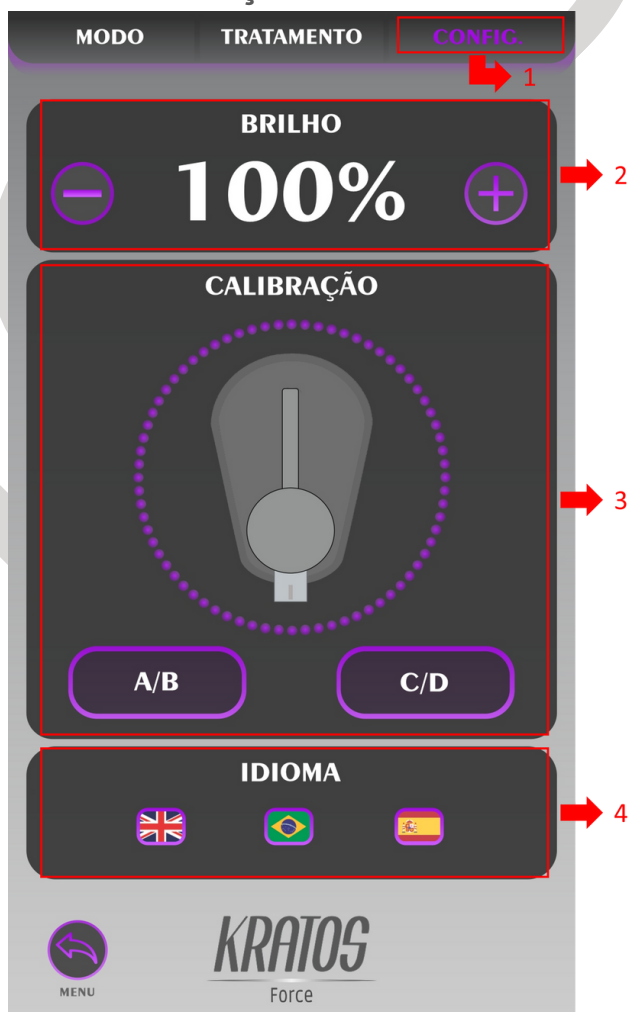 MODO TRATAMENTO CONFIG.
1
BRILHO
100%
2
CALIBRAÇÃO
3
A/B C/D
IDIOMA
4
KRATOS
MENU
Force